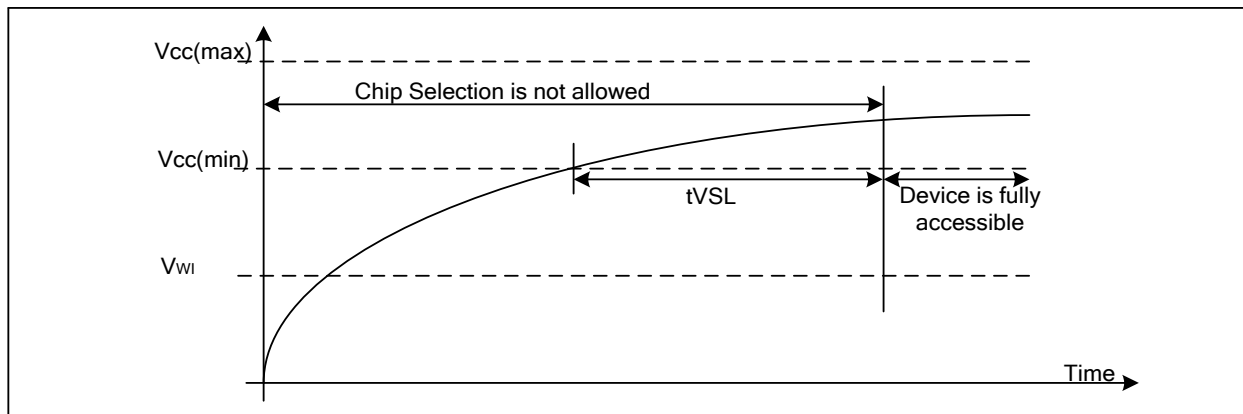 Vcc(max)
Chip Selection is not allowed
Vcc(min)
tVSL
Device is fully
accessible
VWI
Time